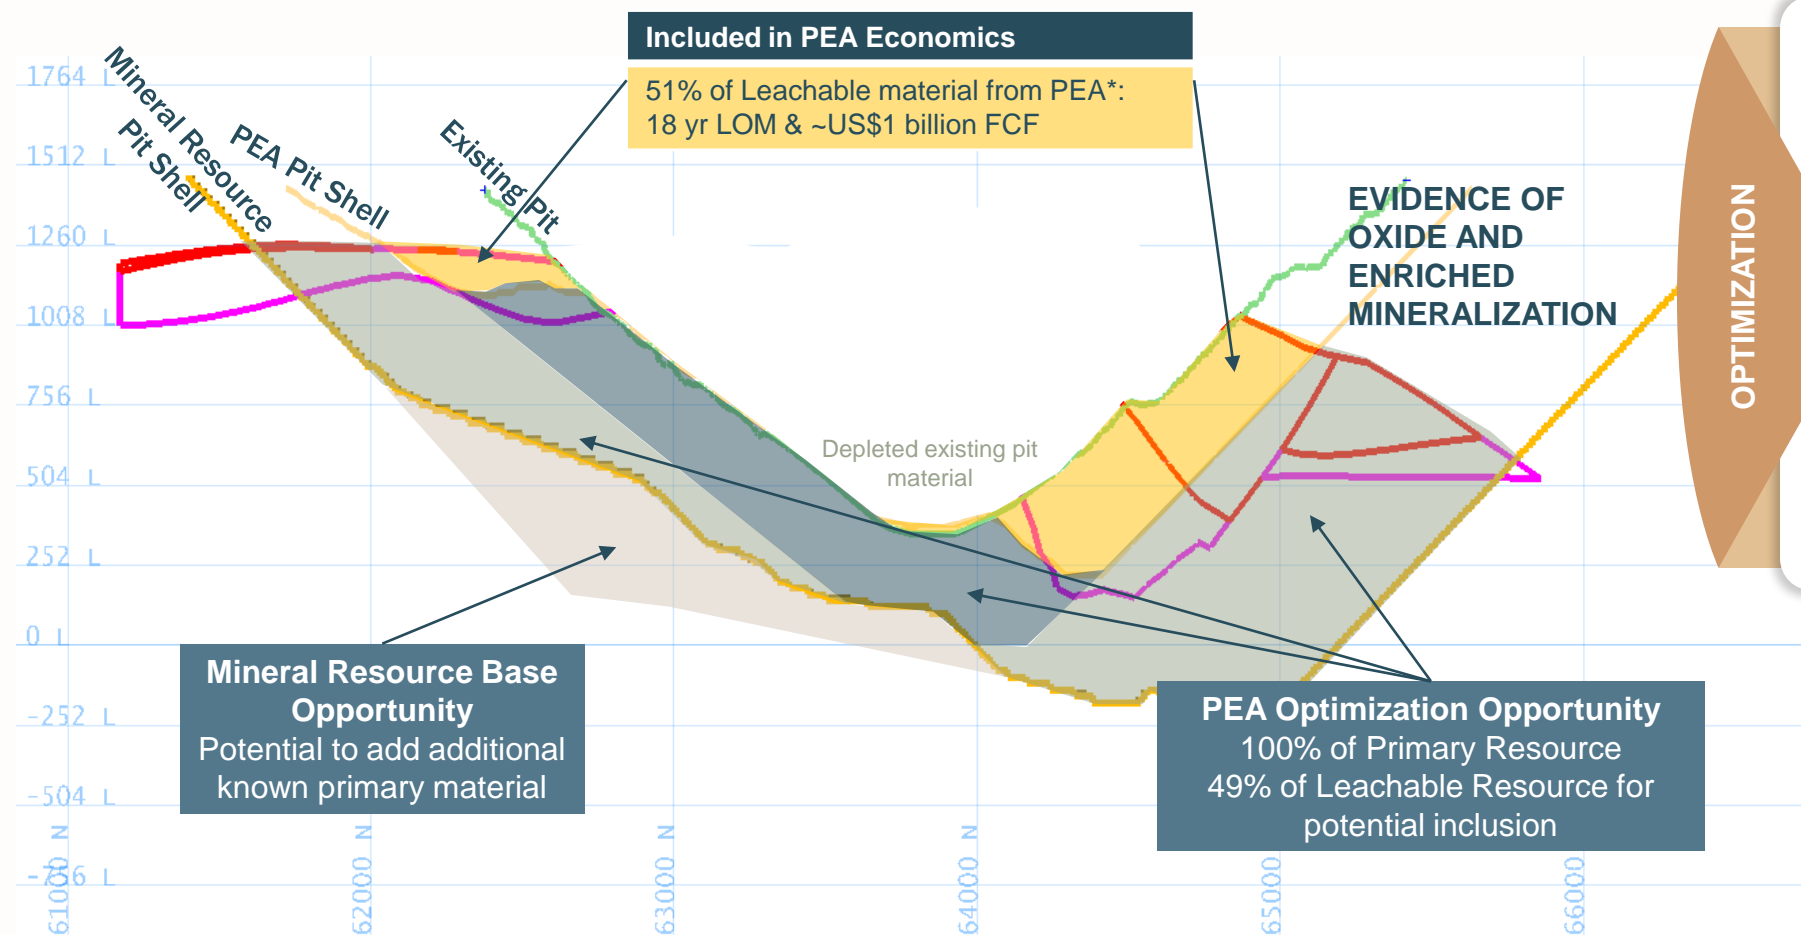 Included in PEA Economics
51% of Leachable material from PEA*:
18 yr LOM & ~US$1 billion FCF
Mineral Resource
Pit Shell
PEA Pit Shell
Existing Pit
EVIDENCE OF
OXIDE AND
ENRICHED
MINERALIZATION
OPTIMIZATION
Depleted existing pit
material
Mineral Resource Base
Opportunity
Potential to add additional
known primary material
PEA Optimization Opportunity
100% of Primary Resource
49% of Leachable Resource for
potential inclusion
1764 L
1512 L
1260 L
1008 L
756 L
504 L
252 L
0 L
-252 L
-504 L
-756 L
61000 N
62000 N
63000 N
64000 N
65000
66000